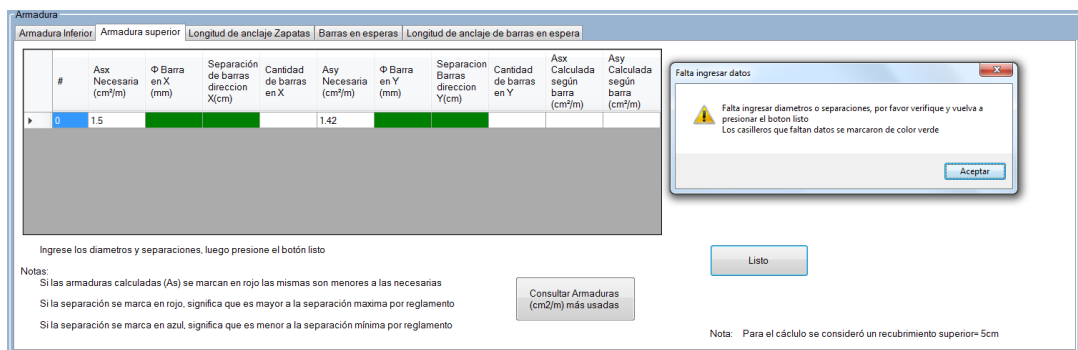 Armadura
Armadura Inferior Armadura superior Longitud de anclaje Zapatas Barras en esperas Longitud de anclaje de barras en espera
#
Asx
Necesaria
(cm²/m)
Φ Barra
en X
(mm)
Separación
de barras
direccion
X(cm)
Cantidad
de barras
en X
Asy
Necesaria
(cm²/m)
Φ Barra
en Y
(mm)
Separacion
Barras
direccion
Y(cm)
Cantidad
de barras
en Y
Asx
Calculada
según
barra
(cm²/m)
Asy
Calculada
según
barra
(cm²/m)
0 1.5 1.42
Falta ingresar datos
Falta ingresar diametros o separaciones, por favor verifique y vuelva a
presionar el boton listo
Los casilleros que faltan datos se marcaron de color verde
Aceptar
Ingrese los diametros y separaciones, luego presione el botón listo
Listo
Notas:
Si las armaduras calculadas (As) se marcan en rojo las mismas son menores a las necesarias
Si la separación se marca en rojo, significa que es mayor a la separación maxima por reglamento
Si la separación se marca en azul, significa que es menor a la separación mínima por reglamento
Consultar Armaduras
(cm2/m) más usadas
Nota: Para el cáclulo se consideró un recubrimiento superior= 5cm